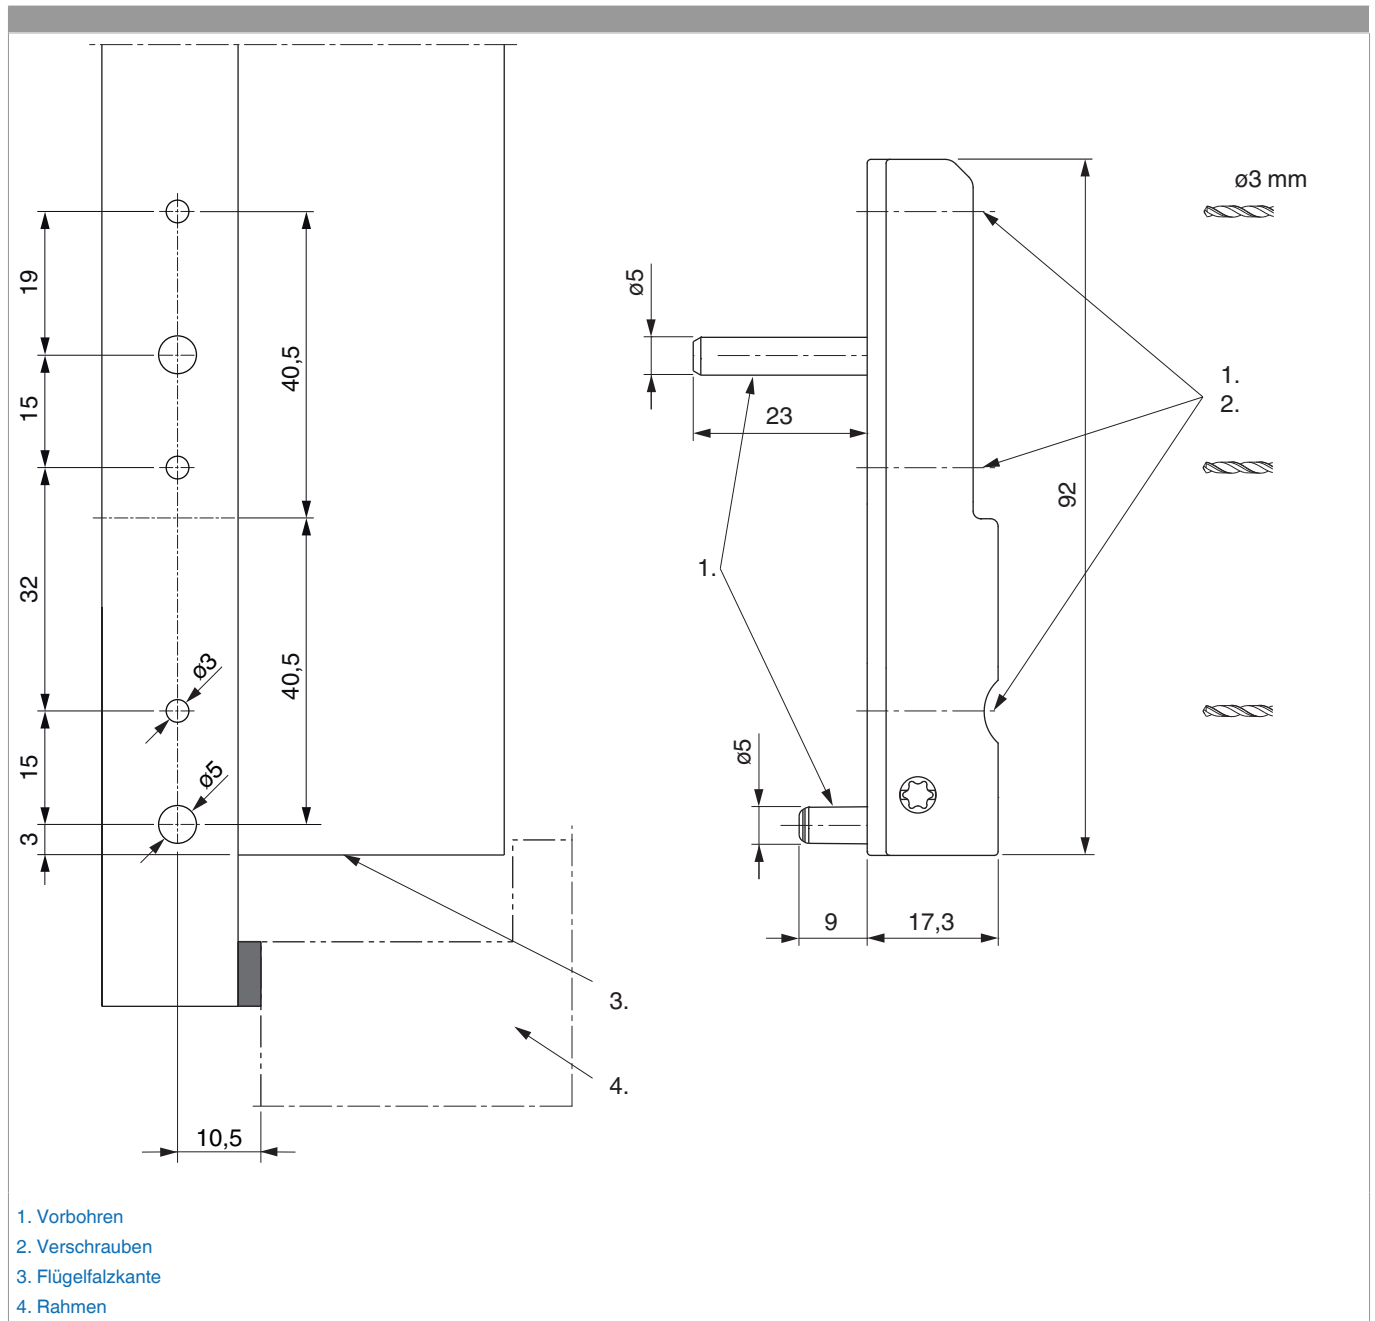 ø3 mm
19
15
32
15
3
40,5
40,5
ø3
ø5
10,5
ø5
23
1.
92
1.
2.
ø5
9
17,3
3.
4.
1. Vorbohren
2. Verschrauben
3. Flügelfalzkante
4. Rahmen